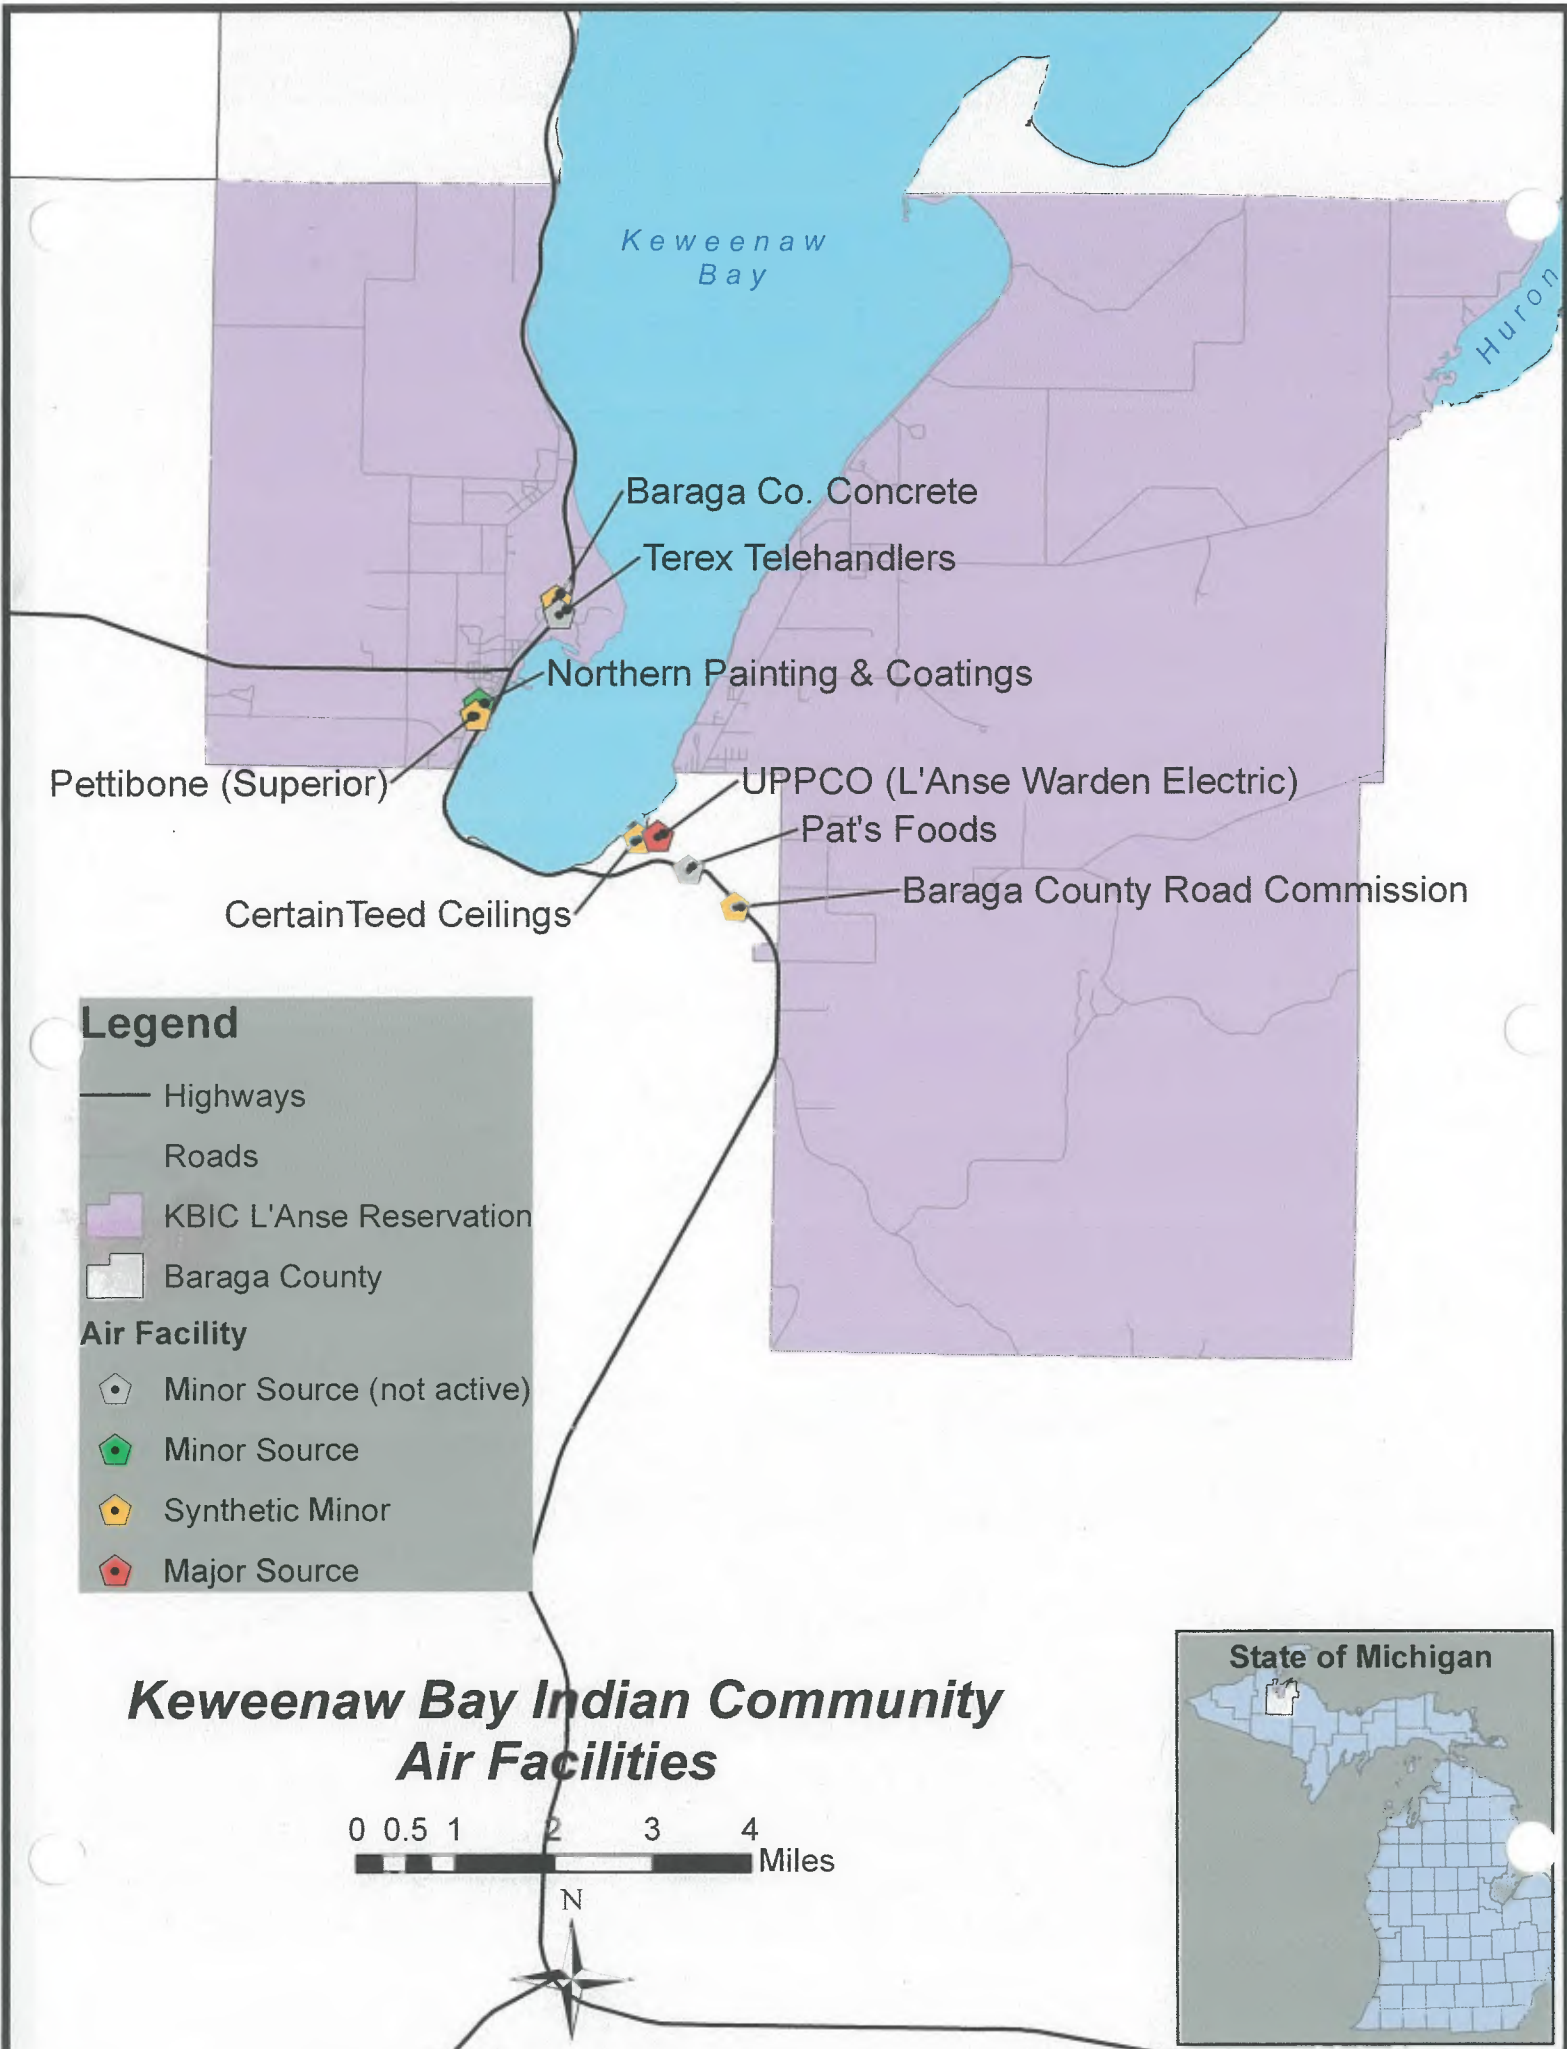 Keweenaw
Bay
Huron
Baraga Co. Concrete
Terex Telehandlers
Northern Painting & Coatings
Pettibone (Superior)
UPPCO (L'Anse Warden Electric)
Pat's Foods
Baraga County Road Commission
CertainTeed Ceilings
Legend
Highways
Roads
KBIC L'Anse Reservation
Baraga County
Air Facility
Minor Source (not active)
Minor Source
Synthetic Minor
Major Source
State of Michigan
Keweenaw Bay Indian Community
Air Facilities
0 0.5 1 2 3 4
Miles
N